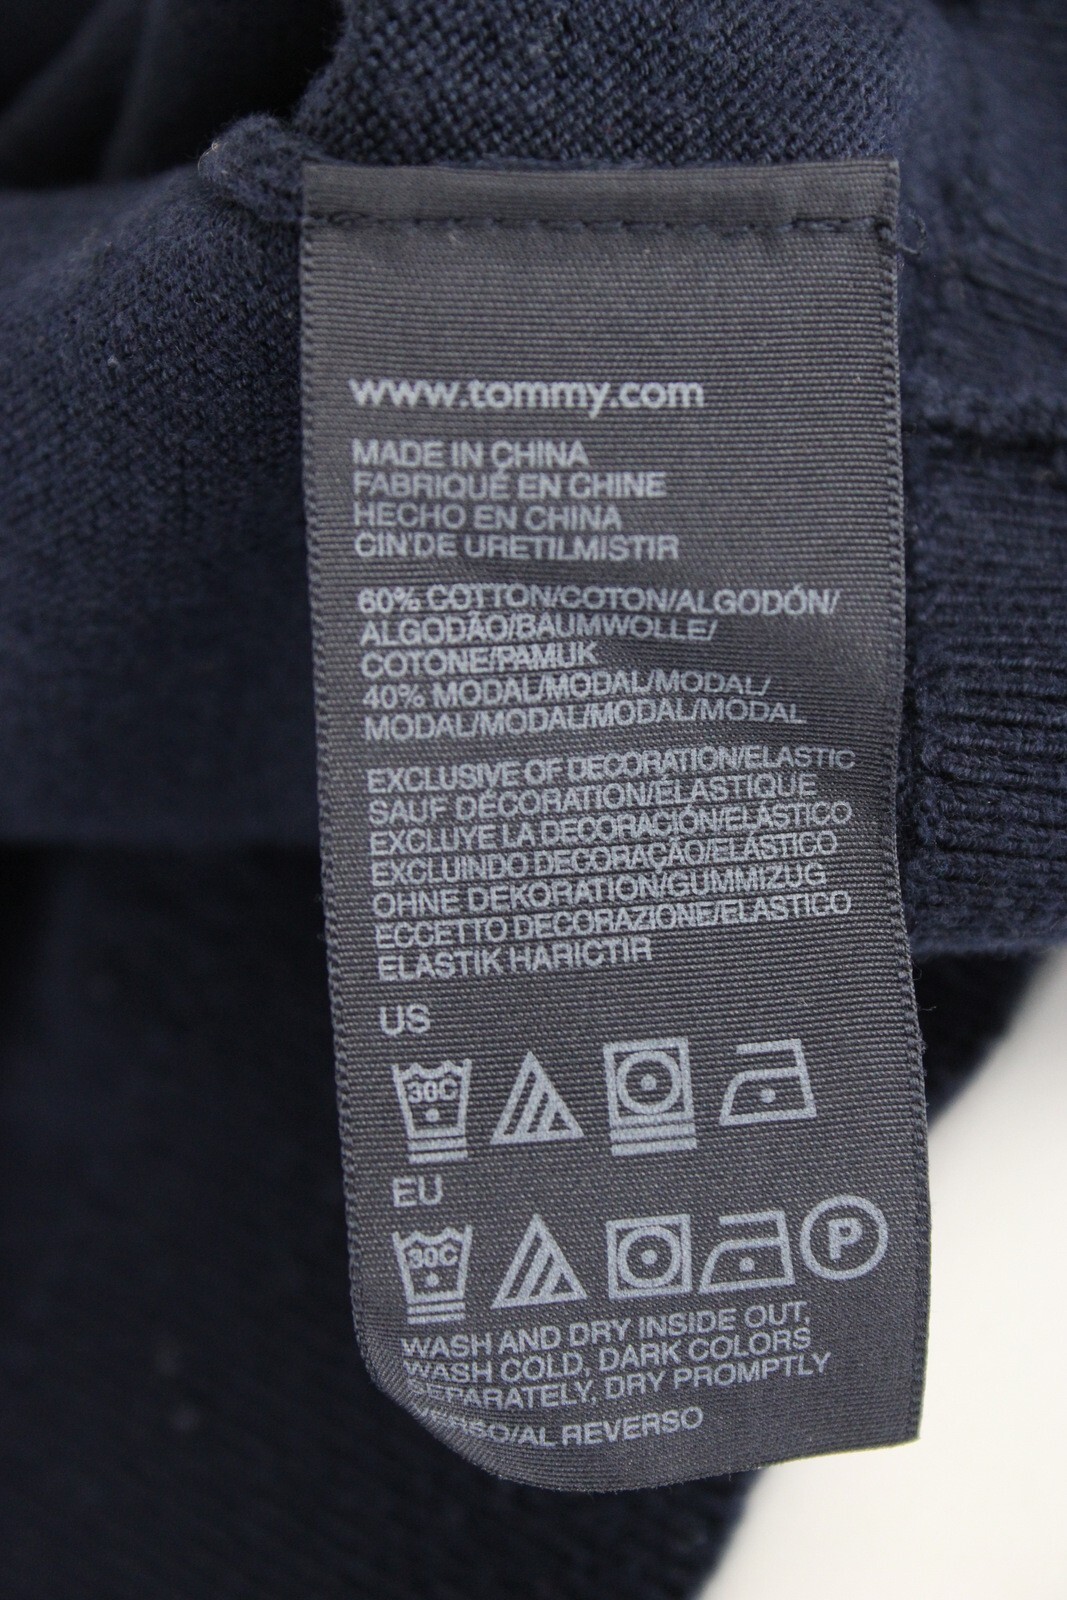 www.tommy.com
MADE IN CHINA
FABRIQUÉ EN CHINE
HECHO EN CHINA
CIN'DE URETILMISTIR
60% COTTON/COTON/ALGODÓN/
ALGODÃO/BAUMWOLLE/
COTONE/PAMUK
40% MODAL/MODAL/MODAL/
MODAL/MODAL/MODAL/MODAL
EXCLUSIVE OF DECORATION/ELASTIC
SAUF DÉCORATION/ÉLASTIQUE
EXCLUYE LA DECORACIÓN/ELÁSTICO
EXCLUINDO DECORAÇÃO/ELÁSTICO
OHNE DEKORATION/GUMMIZUG
ECCETTO DECORAZIONE/ELASTICO
ELASTIK HARICTIR
US
30C
EU
30C P
WASH AND DRY INSIDE OUT,
WASH COLD, DARK COLORS
SEPARATELY, DRY PROMPTLY
VERSO/AL REVERSO